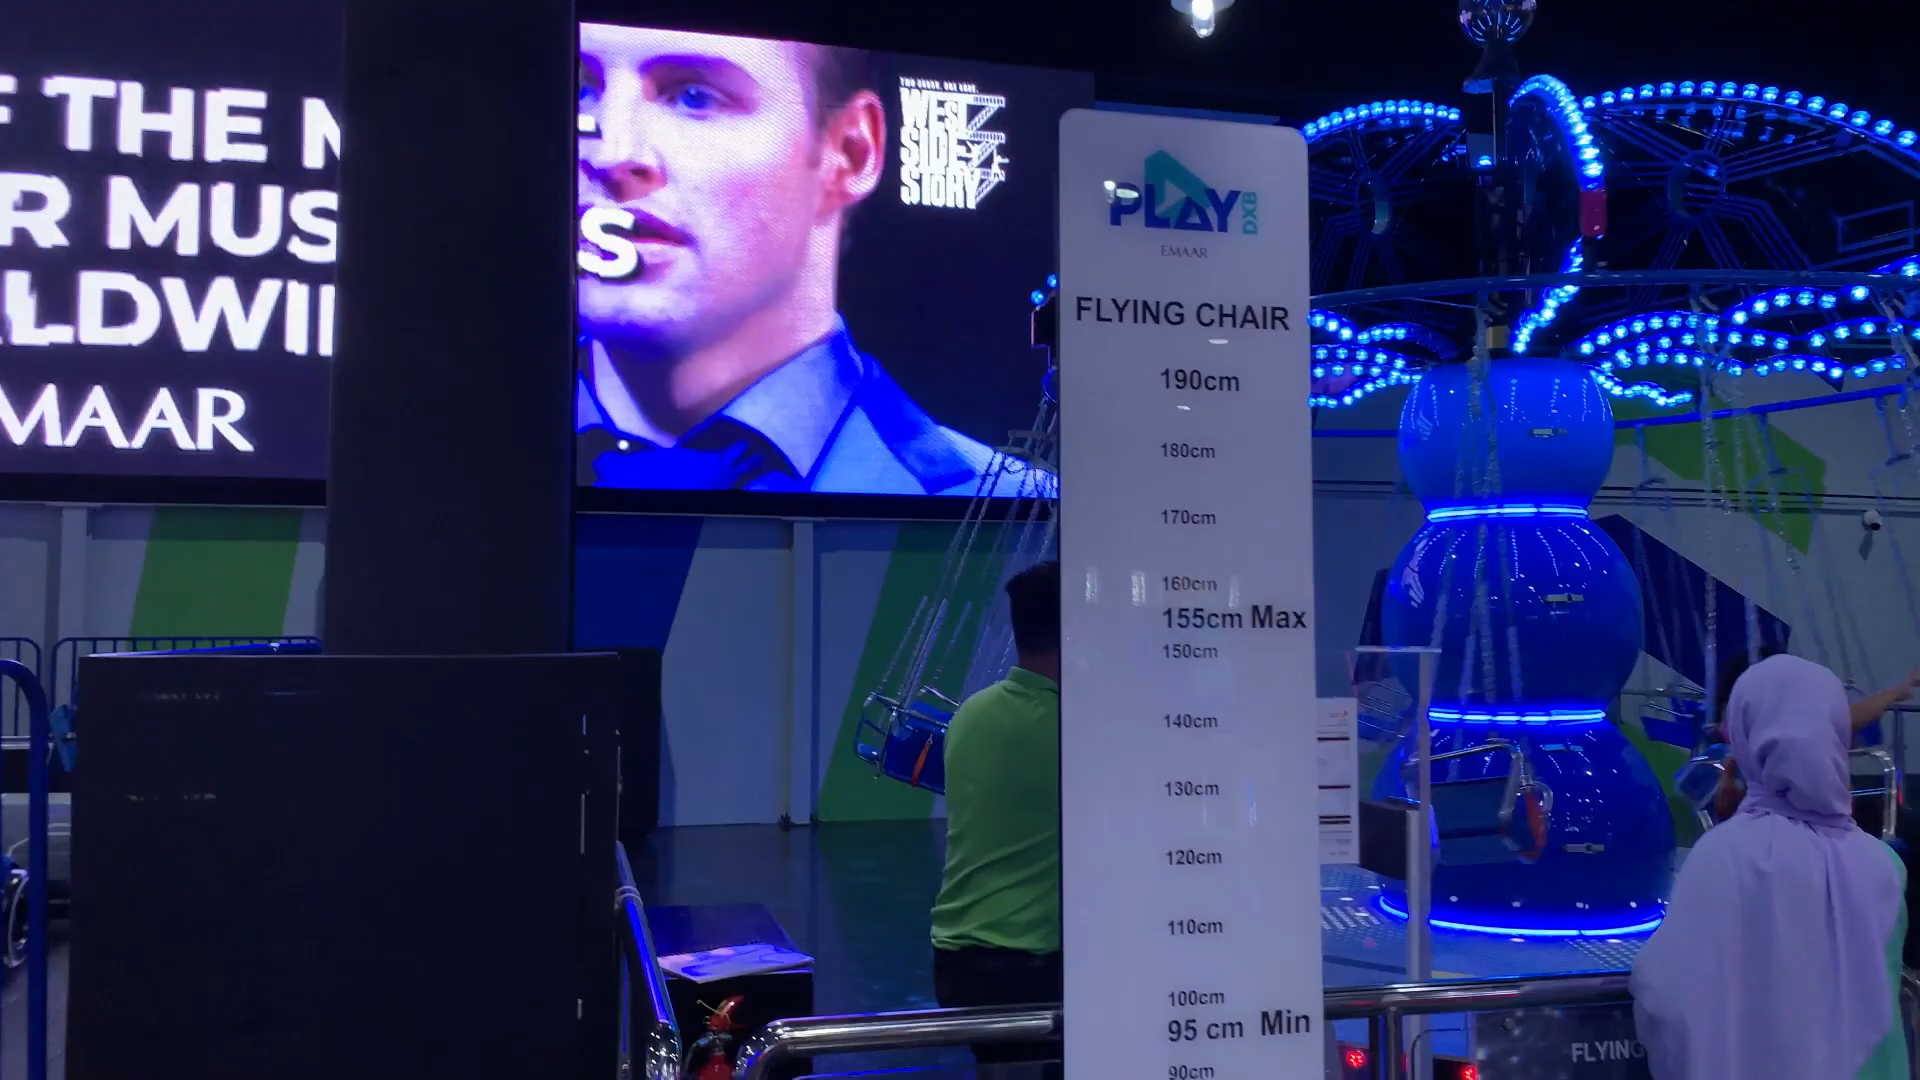 F THE
R MUS
LDWI
MAAR
S
WEST
SIDE
STORY
PLAY
DXB
EMAAR
FLYING CHAIR
190cm
180cm
170cm
160cm
155cm Max
150cm
140cm
130cm
120cm
110cm
100cm
95 cm Min
90cm
FLYING